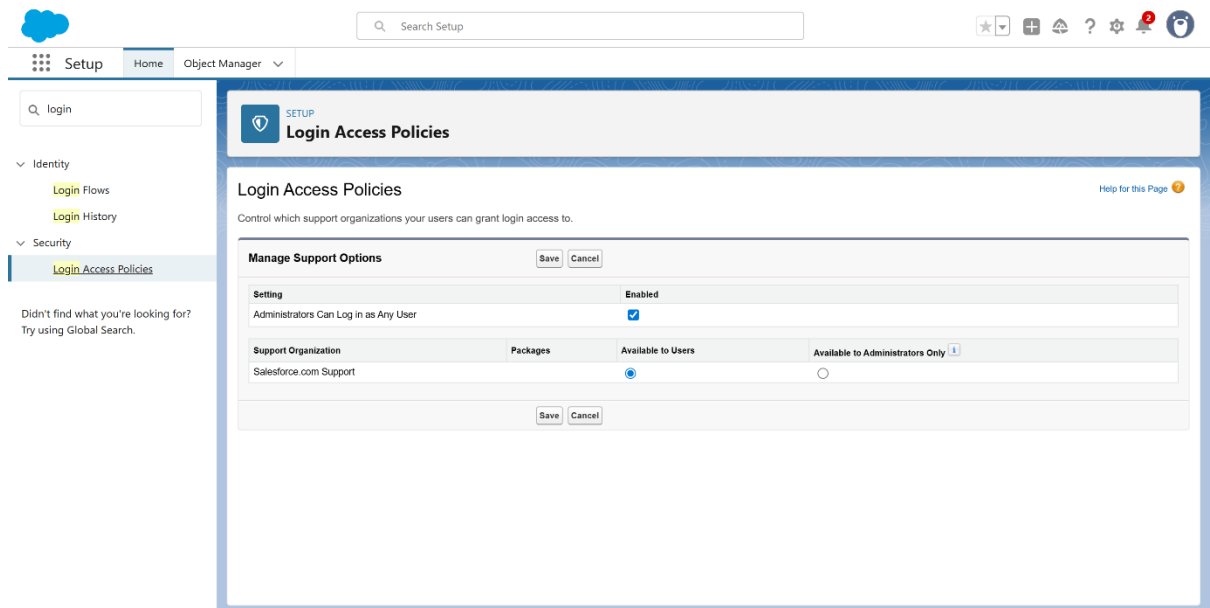 Search Setup
2
Setup
Home
Object Manager
login
Identity
Login Flows
Login History
Security
Login Access Policies
Didn't find what you're looking for?
Try using Global Search.
SETUP
Login Access Policies
Login Access Policies
Help for this Page ?
Control which support organizations your users can grant login access to.
Manage Support Options Save Cancel
Setting Enabled
Administrators Can Log in as Any User
Support Organization Packages Available to Users Available to Administrators Only i
Salesforce.com Support
Save Cancel